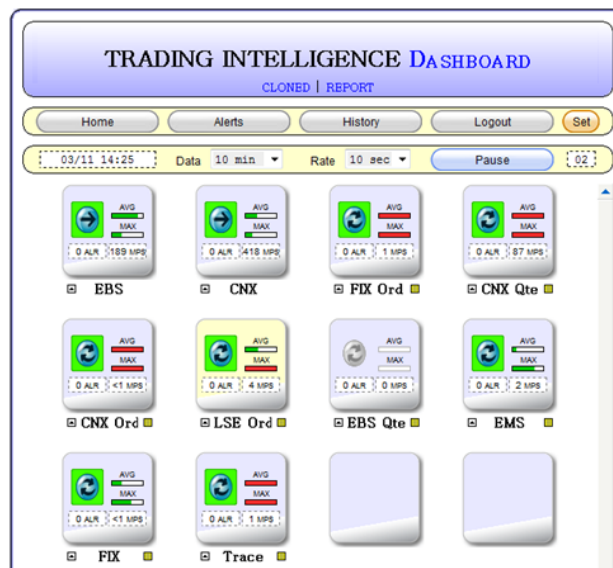 TRADING INTELLIGENCE DASHBOARD
CLONED | REPORT
Home Alerts History Logout Set
03/11 14:25 Data 10 min Rate 10 sec Pause 02
AVG AVG AVG AVG
MAX MAX MAX MAX
0 ALR 189 MPS 0 ALR 418 MPS 0 ALR 1 MPS 0 ALR 87 MPS
EBS CNX FIX Ord CNX Qte
AVG AVG AVG AVG
MAX MAX MAX MAX
0 ALR <1 MPS 0 ALR 4 MPS 0 ALR 0 MPS 0 ALR 2 MPS
CNX Ord LSE Ord EBS Qte EMS
AVG AVG
MAX MAX
0 ALR <1 MPS 0 ALR 1 MPS
FIX Trace